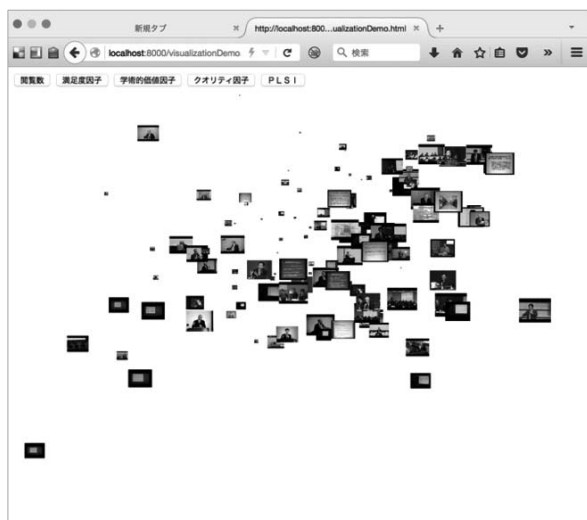 新規タブ
http://localhost:800...ualizationDemo.html
localhost:8000/visualizationDemo
検索
閲覧数 満足度因子 学術的価値因子 クオリティ因子 PLSI